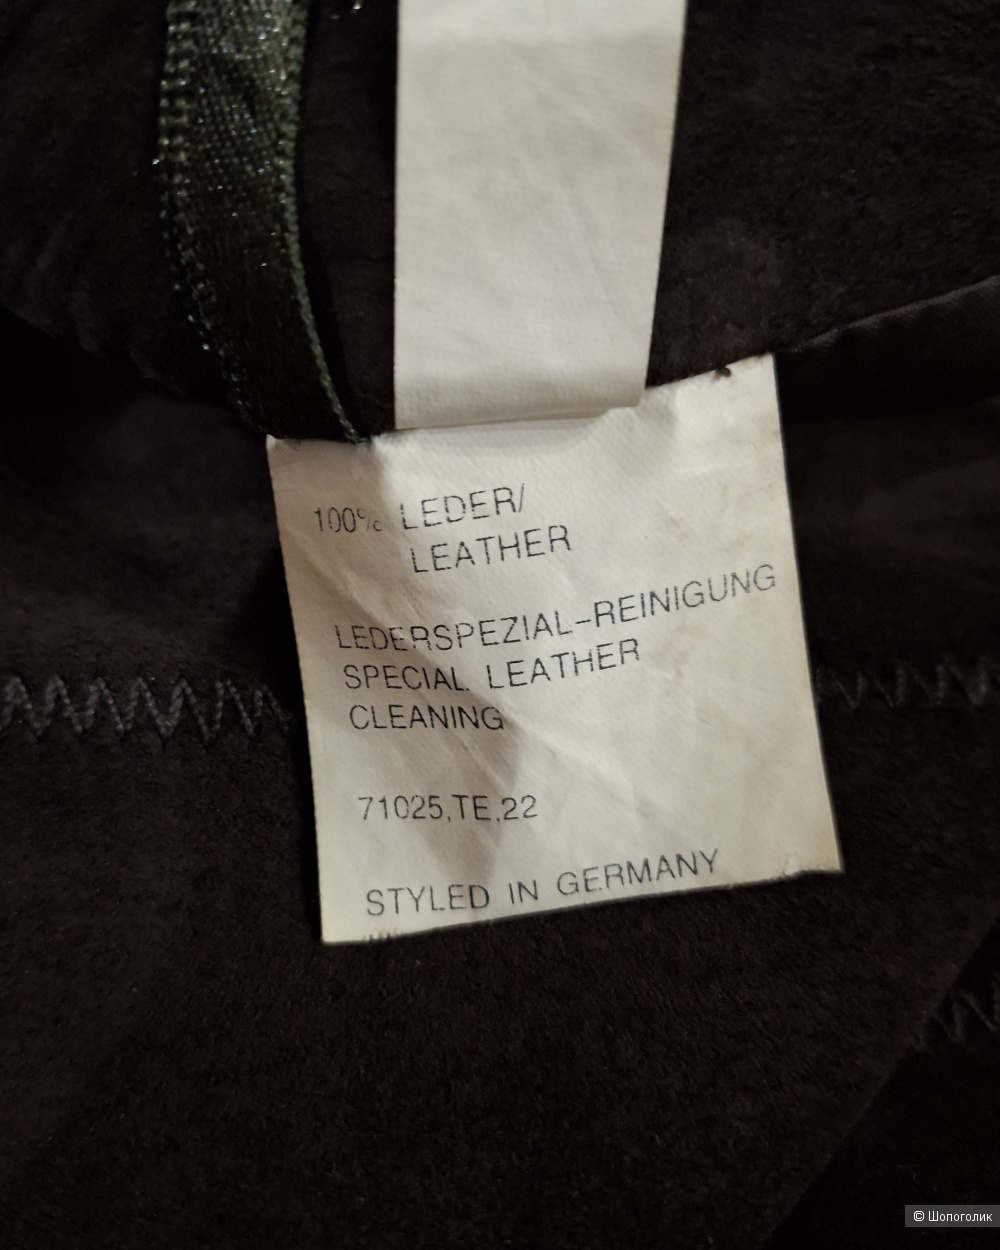 100% LEDER/
LEATHER
LEDERSPEZIAL-REINIGUNG
SPECIAL LEATHER
CLEANING
71025,TE,22
STYLED IN GERMANY
© Шопоголик